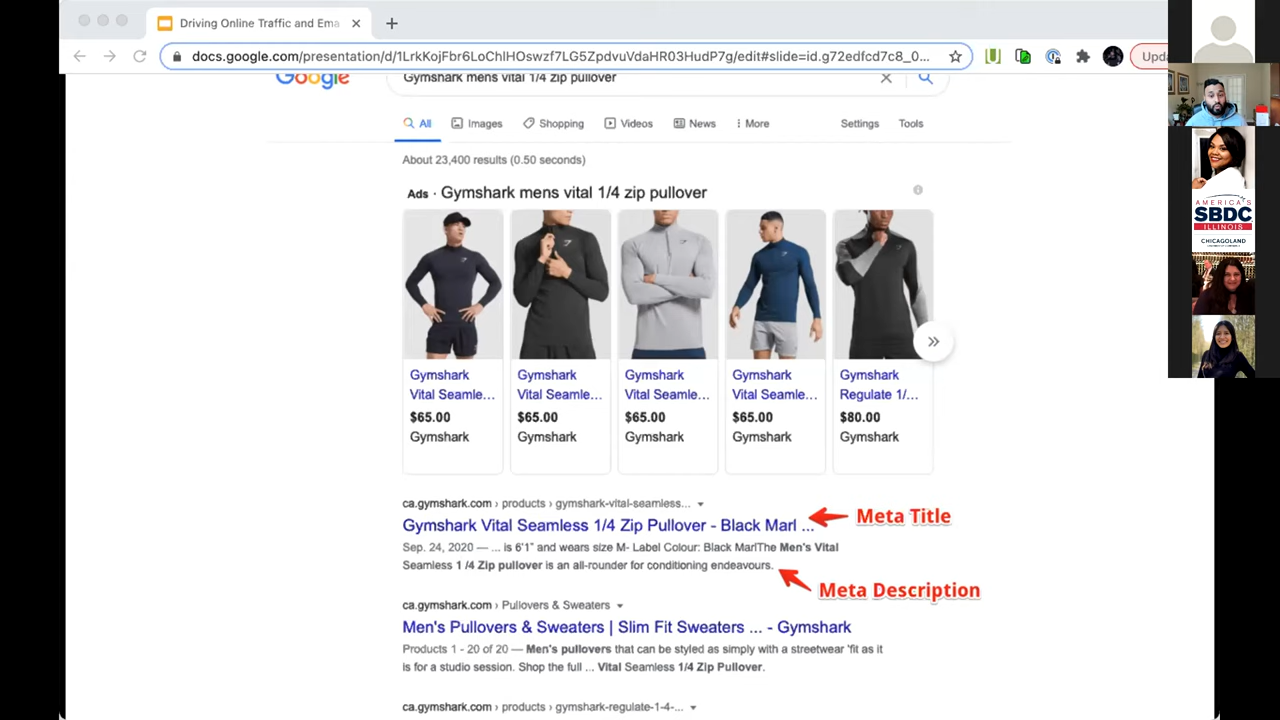 Driving Online Traffic and Ema
docs.google.com/presentation/d/1LrkKojFbr6LoChlHOswzf7LG5ZpdvuVdaHR03HudP7g/edit#slide=id.g72edfcd7c8_0...
Upda
Google
Gymshark mens vital 1/4 zip pullover
All Images Shopping Videos News More Settings Tools
About 23,400 results (0.50 seconds)
Ads · Gymshark mens vital 1/4 zip pullover
Gymshark Gymshark Gymshark Gymshark Gymshark
Vital Seamle... Vital Seamle... Vital Seamle... Vital Seamle... Regulate 1/...
$65.00 $65.00 $65.00 $65.00 $80.00
Gymshark Gymshark Gymshark Gymshark Gymshark
ca.gymshark.com › products › gymshark-vital-seamless...
Gymshark Vital Seamless 1/4 Zip Pullover - Black Marl ...
Meta Title
Sep. 24, 2020 — ... is 6'1" and wears size M- Label Colour: Black MarlThe Men's Vital
Seamless 1 /4 Zip pullover is an all-rounder for conditioning endeavours.
Meta Description
ca.gymshark.com › Pullovers & Sweaters
Men's Pullovers & Sweaters | Slim Fit Sweaters ... - Gymshark
Products 1 - 20 of 20 — Men's pullovers that can be styled as simply with a streetwear 'fit as it
is for a studio session. Shop the full ... Vital Seamless 1/4 Zip Pullover.
ca.gymshark.com › products › gymshark-regulate-1-4-...
AMERICA'S
SBDC
ILLINOIS
CHICAGOLAND